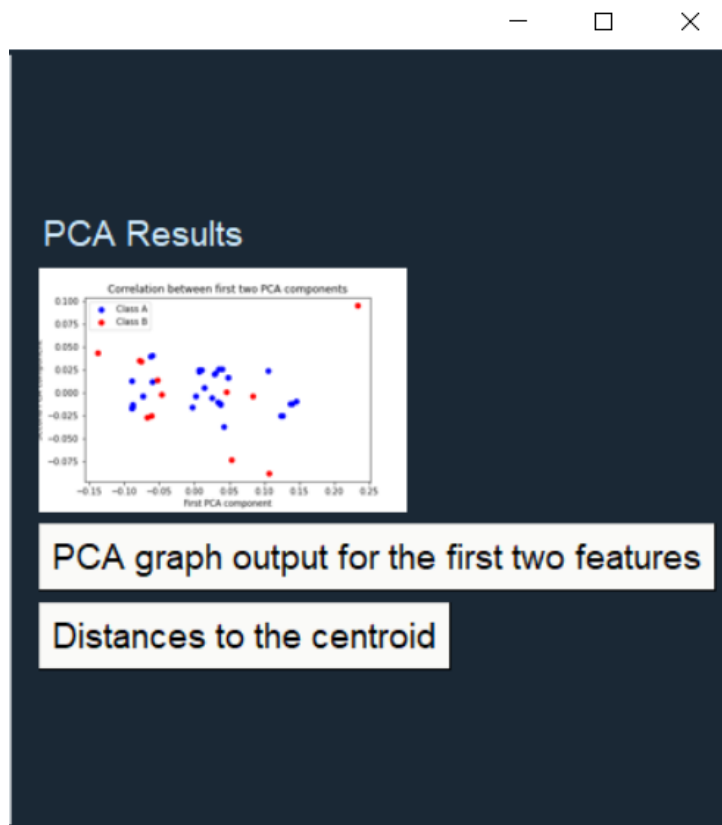 PCA Results
Correlation between first two PCA components
Class A
Class B
0.100
0.075
0.050
0.025
0.000
−0.025
−0.050
−0.075
−0.15 −0.10 −0.05 0.00 0.05 0.10 0.15 0.20 0.25
First PCA component
PCA graph output for the first two features
Distances to the centroid